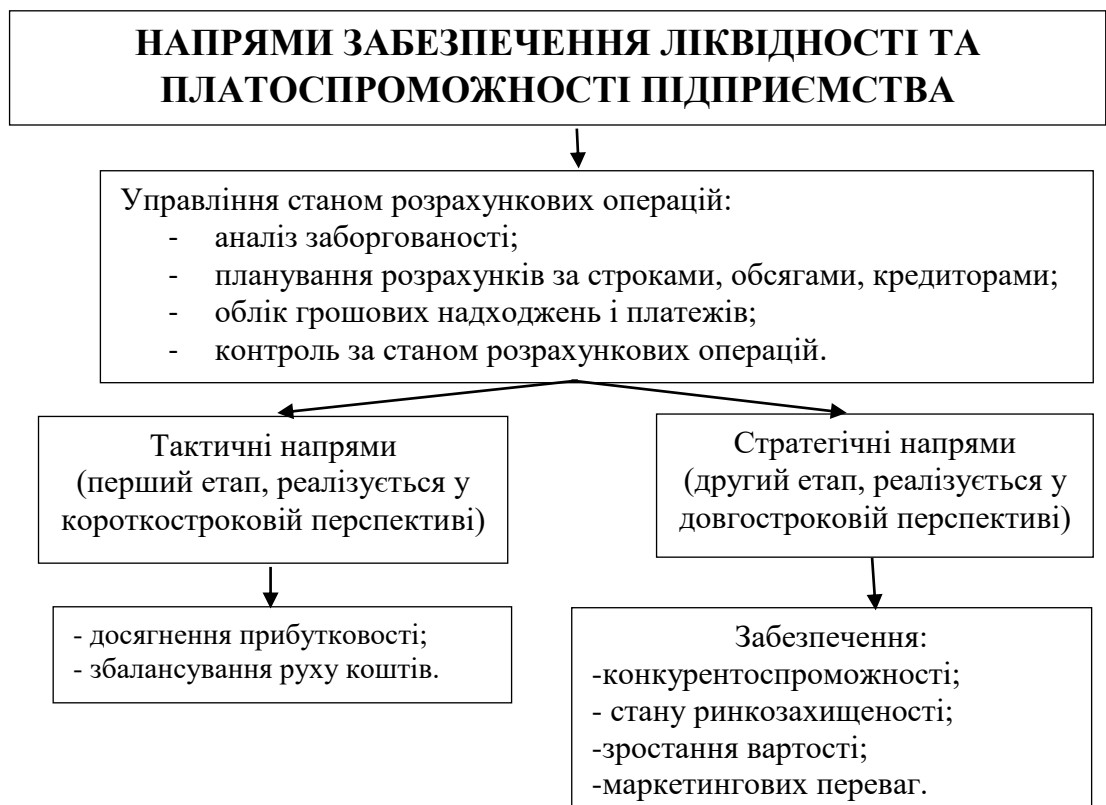 НАПРЯМИ ЗАБЕЗПЕЧЕННЯ ЛІКВІДНОСТІ ТА
ПЛАТОСПРОМОЖНОСТІ ПІДПРИЄМСТВА
Управління станом розрахункових операцій:
- аналіз заборгованості;
- планування розрахунків за строками, обсягами, кредиторами;
- облік грошових надходжень і платежів;
- контроль за станом розрахункових операцій.
Тактичні напрями
(перший етап, реалізується у
короткостроковій перспективі)
Стратегічні напрями
(другий етап, реалізується у
довгостроковій перспективі)
- досягнення прибутковості;
- збалансування руху коштів.
Забезпечення:
-конкурентоспроможності;
- стану ринкозахищеності;
-зростання вартості;
-маркетингових переваг.